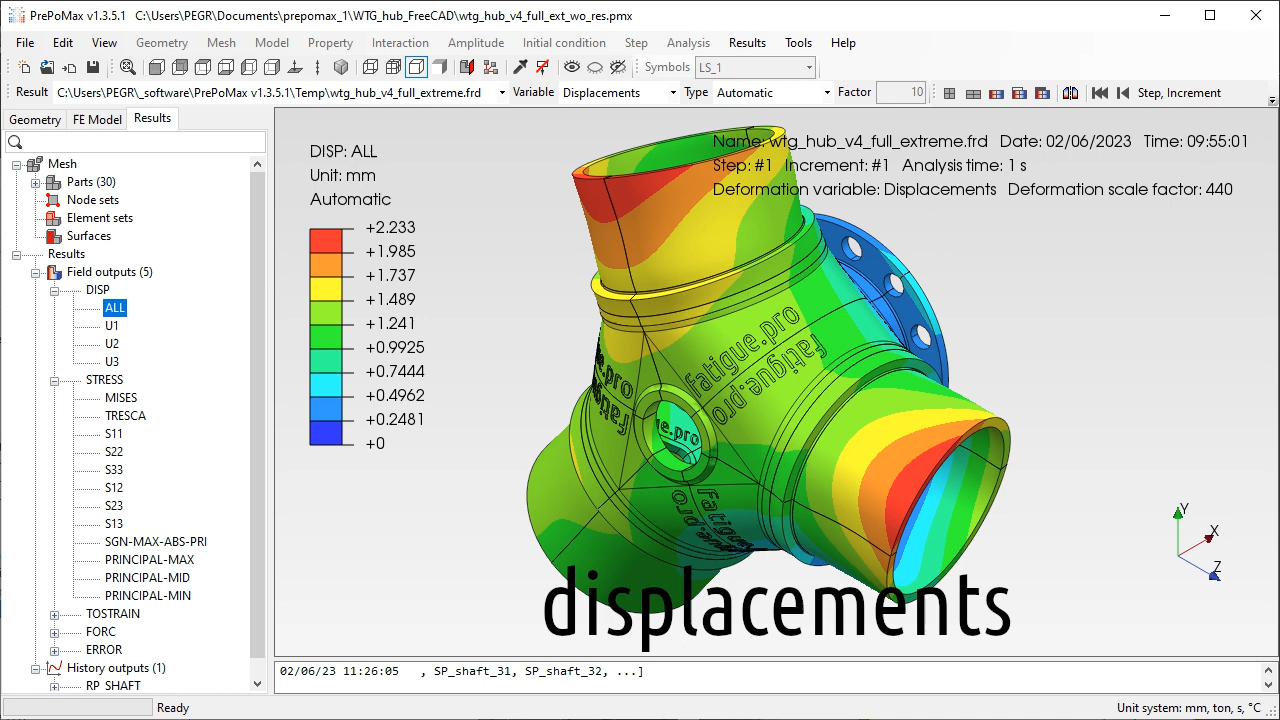 PrePoMax v1.3.5.1   C:\Users\PEGR\Documents\prepomax_1\WTG_hub_FreeCAD\wtg_hub_v4_full_ext_wo_res.pmx
File Edit View Geometry Mesh Model Property Interaction Amplitude Initial condition Step Analysis Results Tools Help
Symbols LS_1
Result C:\Users\PEGR\_software\PrePoMax v1.3.5.1\Temp\wtg_hub_v4_full_extreme.frd Variable Displacements Type Automatic Factor 10 Step, Increment
Geometry FE Model Results
Mesh
Parts (30)
Node sets
Element sets
Surfaces
Results
Field outputs (5)
DISP
ALL
U1
U2
U3
STRESS
MISES
TRESCA
S11
S22
S33
S12
S23
S13
SGN-MAX-ABS-PRI
PRINCIPAL-MAX
PRINCIPAL-MID
PRINCIPAL-MIN
TOSTRAIN
FORC
ERROR
History outputs (1)
RP_SHAFT
DISP: ALL
Unit: mm
Automatic
+2.233
+1.985
+1.737
+1.489
+1.241
+0.9925
+0.7444
+0.4962
+0.2481
+0
Name: wtg_hub_v4_full_extreme.frd   Date: 02/06/2023   Time: 09:55:01
Step: #1   Increment: #1   Analysis time: 1 s
Deformation variable: Displacements   Deformation scale factor: 440
fatigue.pro
fatigue.pro
e.pro
fatigue
ue.pro
fatigue
Y
X
Z
displacements
02/06/23 11:26:05   , SP_shaft_31, SP_shaft_32, ...]
Ready
Unit system: mm, ton, s, °C